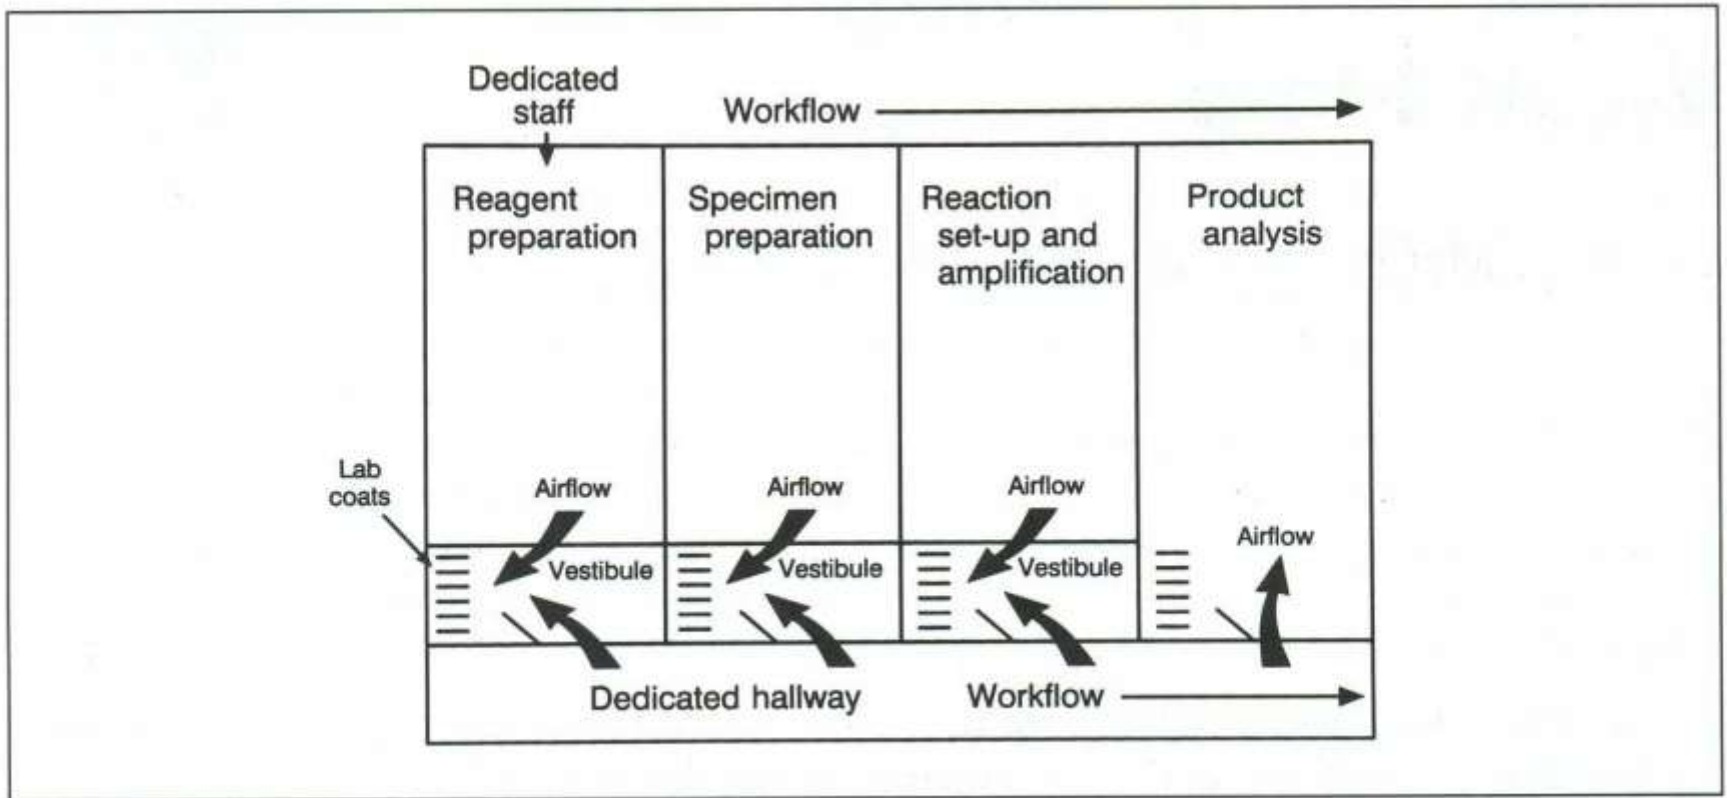 Dedicated
staff
Workflow
Reagent
preparation
Specimen
preparation
Reaction
set-up and
amplification
Product
analysis
Lab
coats
Airflow
Airflow
Airflow
Airflow
Vestibule
Vestibule
Vestibule
Dedicated hallway
Workflow